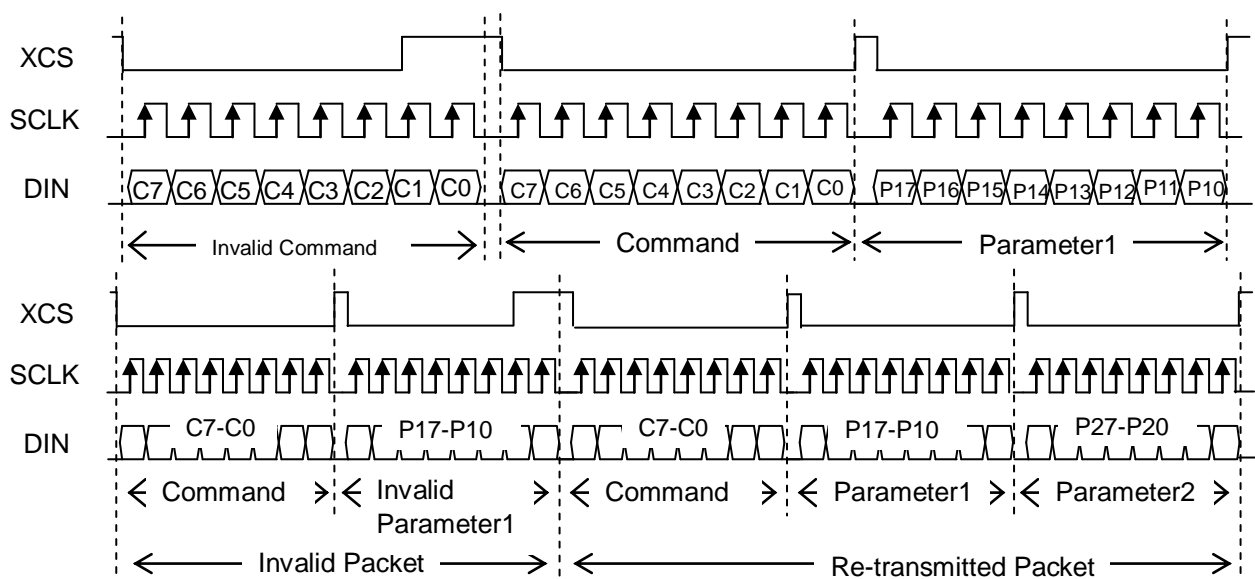 XCS
SCLK
DIN
C7 C6 C5 C4 C3 C2 C1 C0 C7 C6 C5 C4 C3 C2 C1 C0 P17 P16 P15 P14 P13 P12 P11 P10
Invalid Command Command Parameter1
XCS
SCLK
DIN
C7-C0 P17-P10 C7-C0 P17-P10 P27-P20
Command Invalid Parameter1 Command Parameter1 Parameter2
Invalid Packet Re-transmitted Packet